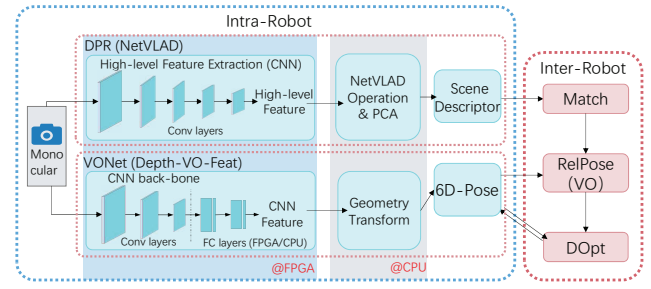 Intra-Robot
DPR (NetVLAD)
High-level Feature Extraction (CNN)
High-level
Feature
Conv layers
NetVLAD
Operation
& PCA
Scene
Descriptor
Inter-Robot
Match
Mono
cular
VONet (Depth-VO-Feat)
CNN back-bone
CNN
Feature
Conv layers
FC layers (FPGA/CPU)
Geometry
Transform
6D-Pose
RelPose
(VO)
DOpt
@FPGA
@CPU